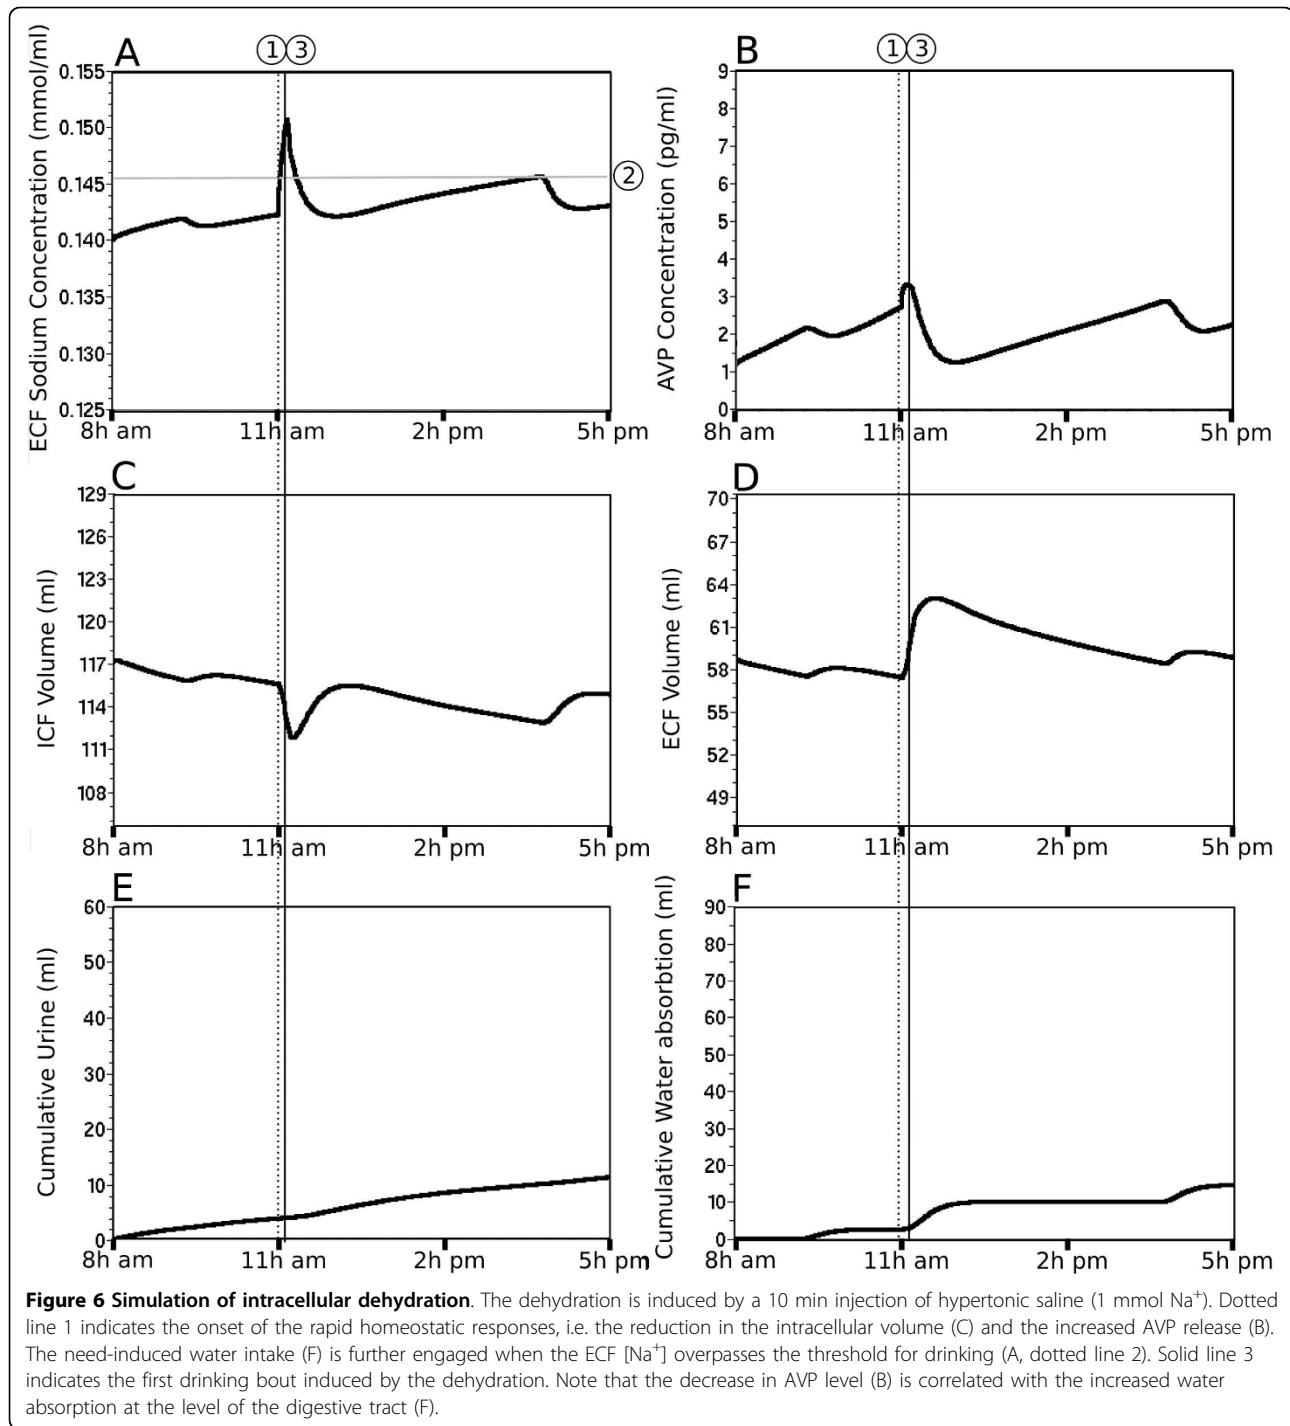 A
①③
ECF Sodium Concentration (mmol/ml)
0.155
0.150
0.145
0.140
0.135
0.130
0.125
②
8h am 11h am 2h pm 5h pm
B
①③
AVP Concentration (pg/ml)
9
8
7
6
5
4
3
2
1
0
8h am 11h am 2h pm 5h pm
C
ICF Volume (ml)
129
126
123
120
117
114
111
108
8h am 11h am 2h pm 5h pm
D
ECF Volume (ml)
70
67
64
61
58
55
52
49
8h am 11h am 2h pm 5h pm
E
Cumulative Urine (ml)
60
50
40
30
20
10
0
8h am 11h am 2h pm 5h pm
F
Cumulative Water absorbtion (ml)
90
80
70
60
50
40
30
20
10
0
8h am 11h am 2h pm 5h pm
Figure 6 Simulation of intracellular dehydration. The dehydration is induced by a 10 min injection of hypertonic saline (1 mmol Na⁺). Dotted
line 1 indicates the onset of the rapid homeostatic responses, i.e. the reduction in the intracellular volume (C) and the increased AVP release (B).
The need-induced water intake (F) is further engaged when the ECF [Na⁺] overpasses the threshold for drinking (A, dotted line 2). Solid line 3
indicates the first drinking bout induced by the dehydration. Note that the decrease in AVP level (B) is correlated with the increased water
absorption at the level of the digestive tract (F).